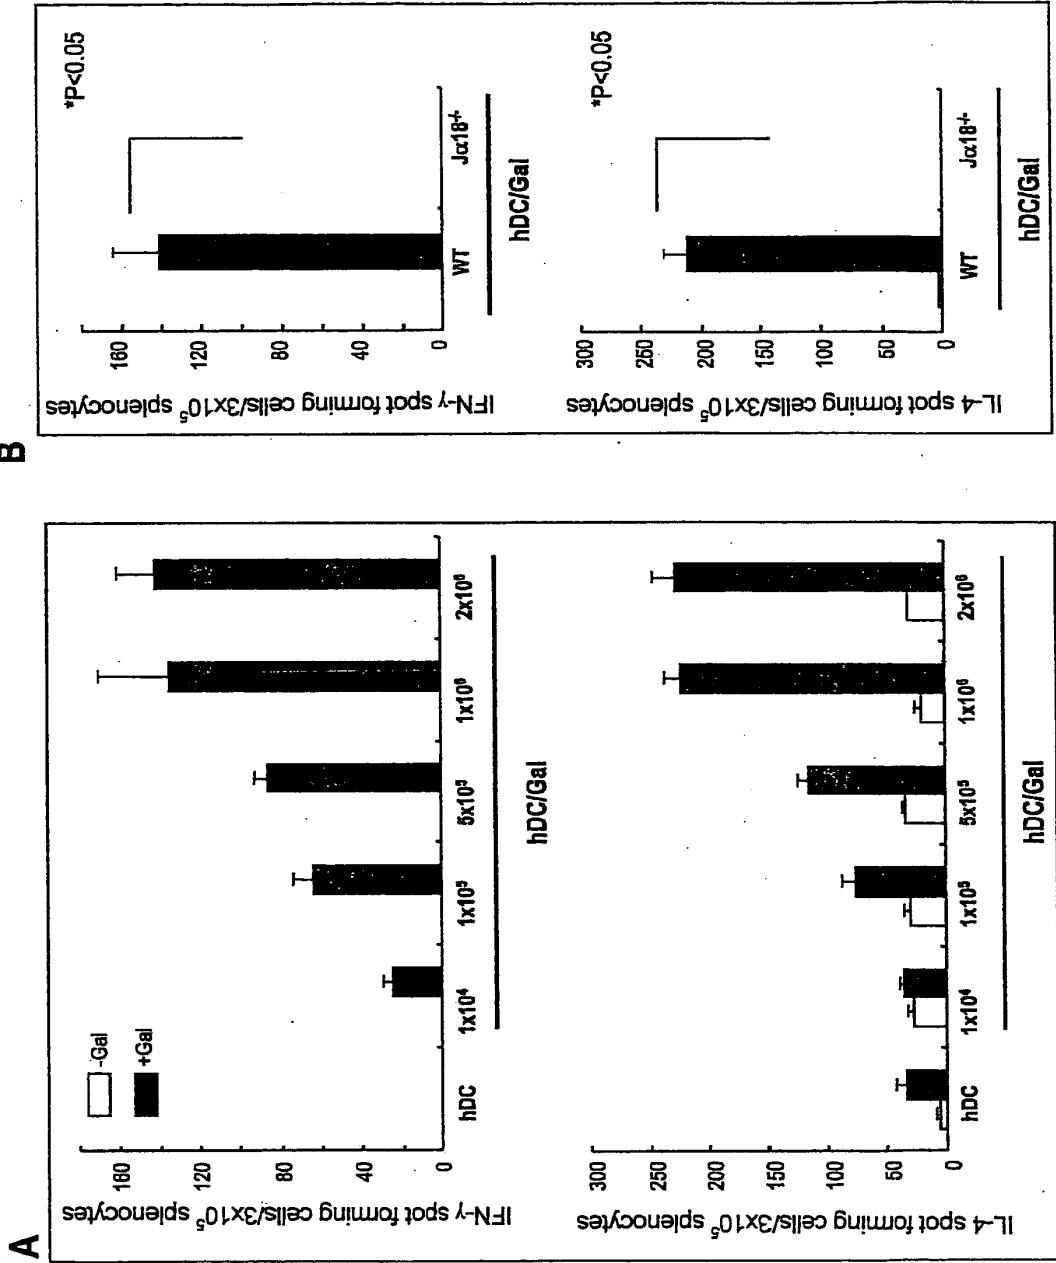 A
IFN-γ spot forming cells/3x10⁵ splenocytes
160
120
80
40
0
-Gal
+Gal
hDC
1x10⁴
1x10⁵
5x10⁵
1x10⁶
2x10⁶
hDC/Gal
IL-4 spot forming cells/3x10⁵ splenocytes
300
250
200
150
100
50
0
hDC
1x10⁴
1x10⁵
5x10⁵
1x10⁶
2x10⁶
hDC/Gal
B
IFN-γ spot forming cells/3x10⁵ splenocytes
160
120
80
40
0
*P<0.05
WT
Jα18⁻/⁻
hDC/Gal
IL-4 spot forming cells/3x10⁵ splenocytes
300
250
200
150
100
50
0
*P<0.05
WT
Jα18⁻/⁻
hDC/Gal